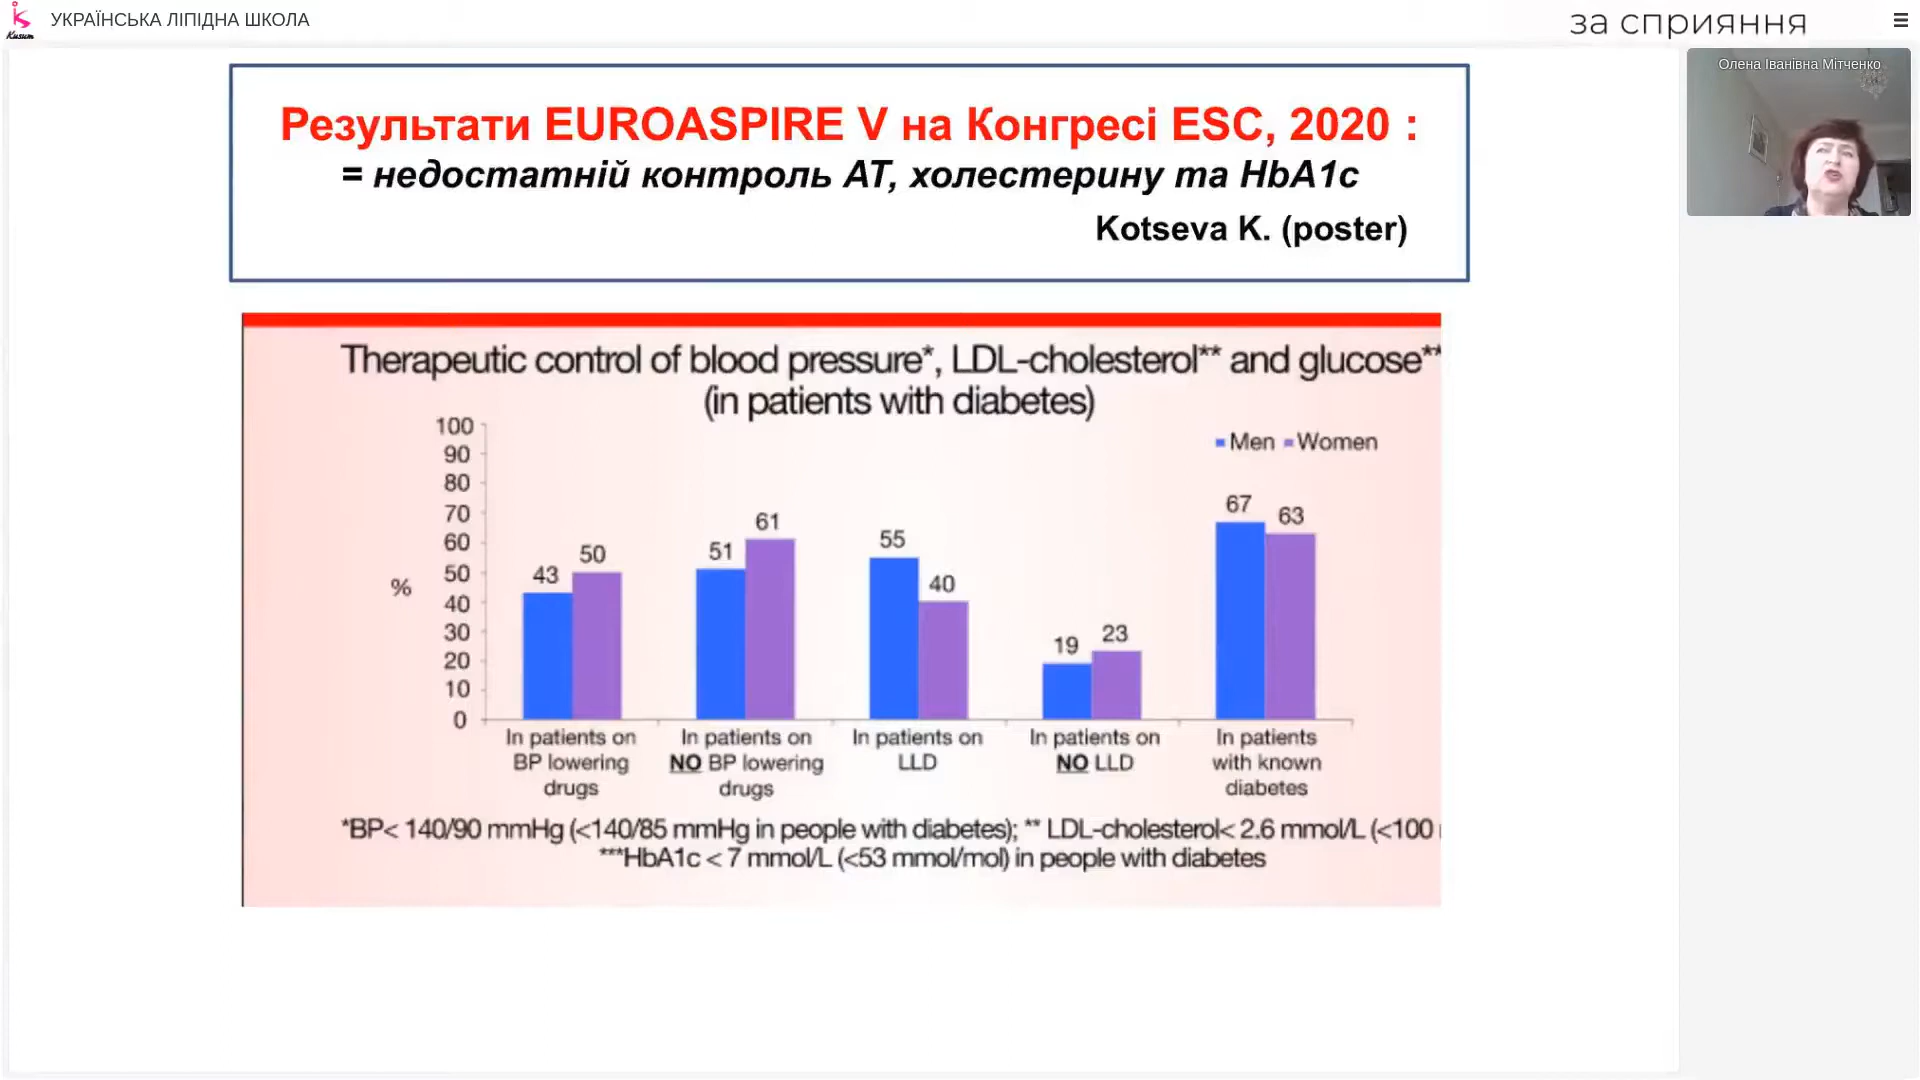 Kusum
УКРАЇНСЬКА ЛІПІДНА ШКОЛА
за сприяння
Олена Іванівна Мітченко
Результати EUROASPIRE V на Конгресі ESC, 2020 :
= недостатній контроль АТ, холестерину та HbA1c
Kotseva K. (poster)
Therapeutic control of blood pressure*, LDL-cholesterol** and glucose**
(in patients with diabetes)
100
90
80
70
60
50
40
30
20
10
0
%
Men Women
43 50
51 61
55 40
19 23
67 63
In patients on
BP lowering
drugs
In patients on
NO BP lowering
drugs
In patients on
LLD
In patients on
NO LLD
In patients
with known
diabetes
*BP< 140/90 mmHg (<140/85 mmHg in people with diabetes); ** LDL-cholesterol< 2.6 mmol/L (<100
***HbA1c < 7 mmol/L (<53 mmol/mol) in people with diabetes